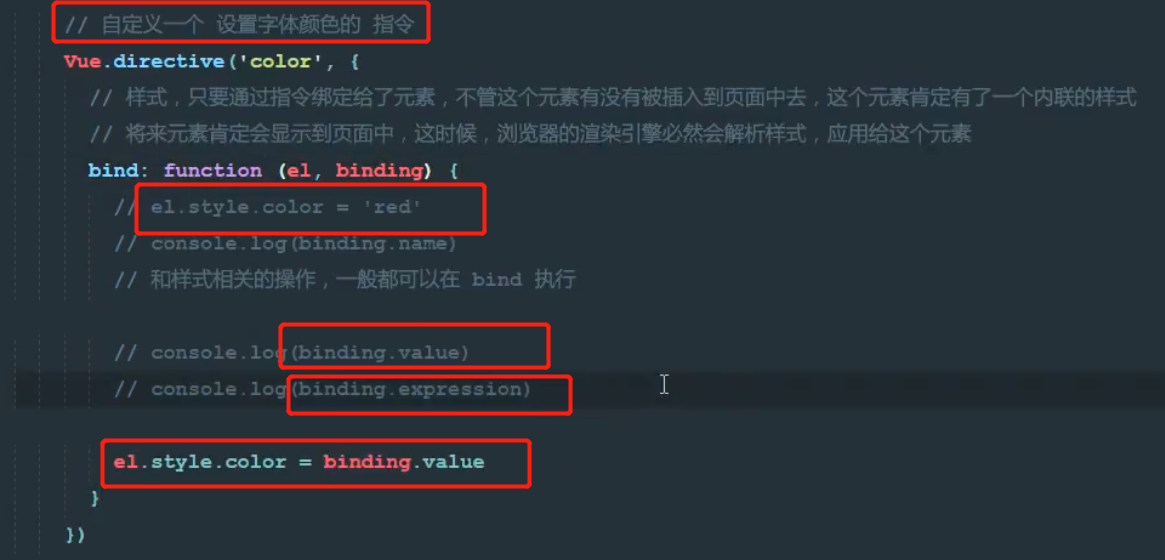 // 自定义一个 设置字体颜色的 指令
Vue.directive('color', {
// 样式，只要通过指令绑定给了元素，不管这个元素有没有被插入到页面中去，这个元素肯定有了一个内联的样式
// 将来元素肯定会显示到页面中，这时候，浏览器的渲染引擎必然会解析样式，应用给这个元素
bind: function (el, binding) {
// el.style.color = 'red'
// console.log(binding.name)
// 和样式相关的操作，一般都可以在 bind 执行
// console.log(binding.value)
// console.log(binding.expression)
el.style.color = binding.value
}
})